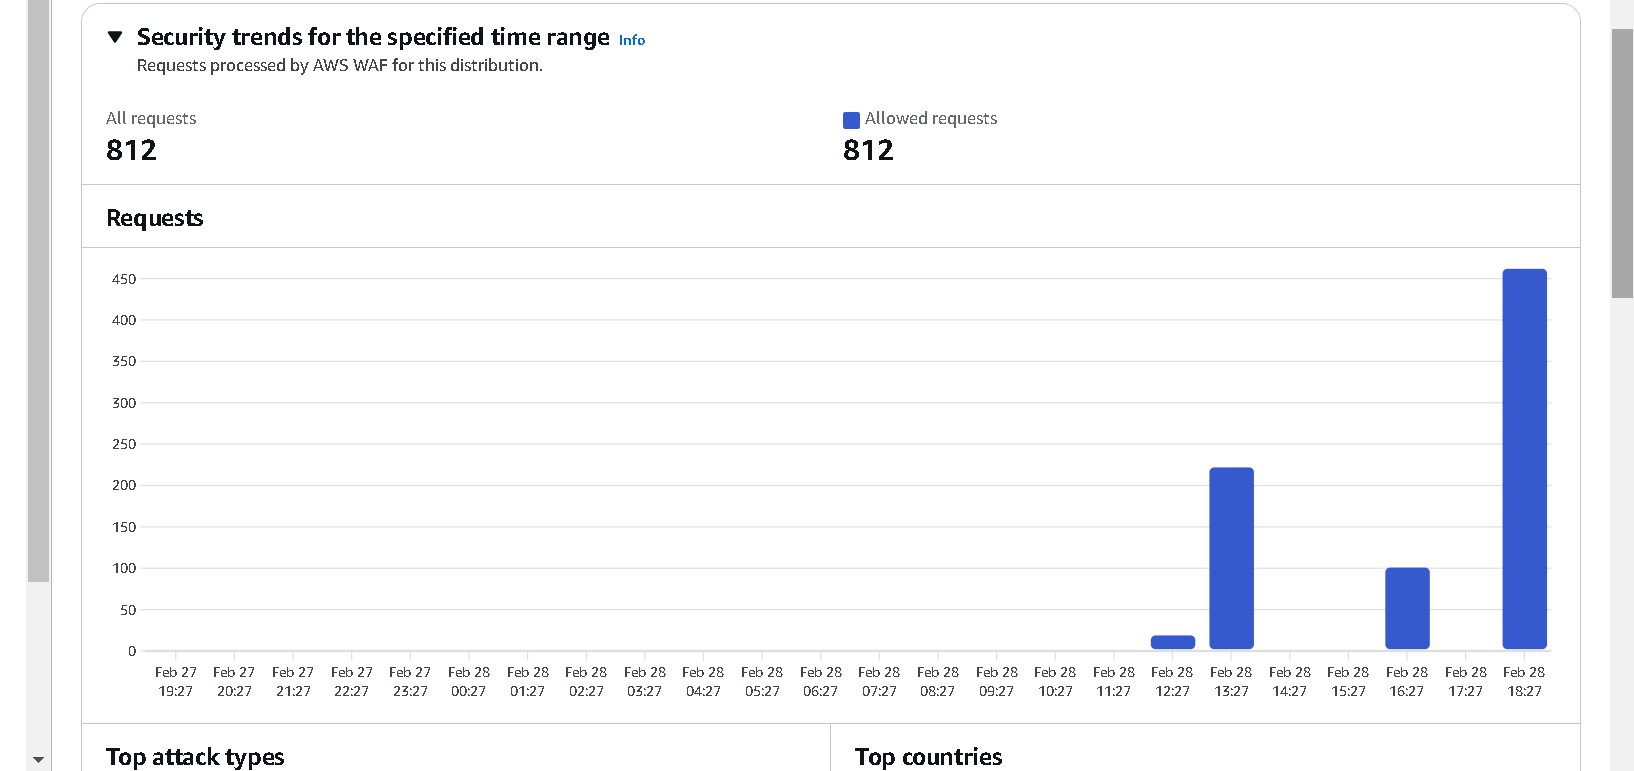 ▼ Security trends for the specified time range Info
Requests processed by AWS WAF for this distribution.
All requests
812
Allowed requests
812
Requests
450
400
350
300
250
200
150
100
50
0
Feb 27 Feb 27 Feb 27 Feb 27 Feb 27 Feb 28 Feb 28 Feb 28 Feb 28 Feb 28 Feb 28 Feb 28 Feb 28 Feb 28 Feb 28 Feb 28 Feb 28 Feb 28 Feb 28 Feb 28 Feb 28 Feb 28 Feb 28 Feb 28
19:27 20:27 21:27 22:27 23:27 00:27 01:27 02:27 03:27 04:27 05:27 06:27 07:27 08:27 09:27 10:27 11:27 12:27 13:27 14:27 15:27 16:27 17:27 18:27
Top attack types
Top countries